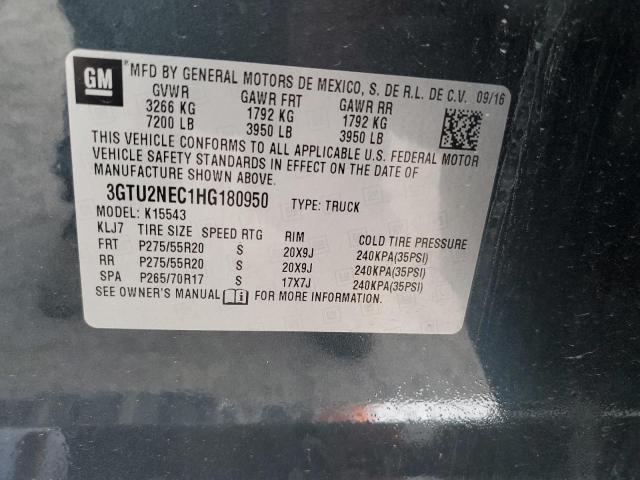 GM
MFD BY GENERAL MOTORS DE MEXICO, S. DE R.L. DE C.V. 09/16
GVWR GAWR FRT GAWR RR
3266 KG 1792 KG 1792 KG
7200 LB 3950 LB 3950 LB
THIS VEHICLE CONFORMS TO ALL APPLICABLE U.S. FEDERAL MOTOR
VEHICLE SAFETY STANDARDS IN EFFECT ON THE DATE OF
MANUFACTURE SHOWN ABOVE.
3GTU2NEC1HG180950 TYPE: TRUCK
MODEL: K15543
KLJ7 TIRE SIZE SPEED RTG RIM COLD TIRE PRESSURE
FRT P275/55R20 S 20X9J 240KPA(35PSI)
RR P275/55R20 S 20X9J 240KPA(35PSI)
SPA P265/70R17 S 17X7J 240KPA(35PSI)
SEE OWNER'S MANUAL i FOR MORE INFORMATION.